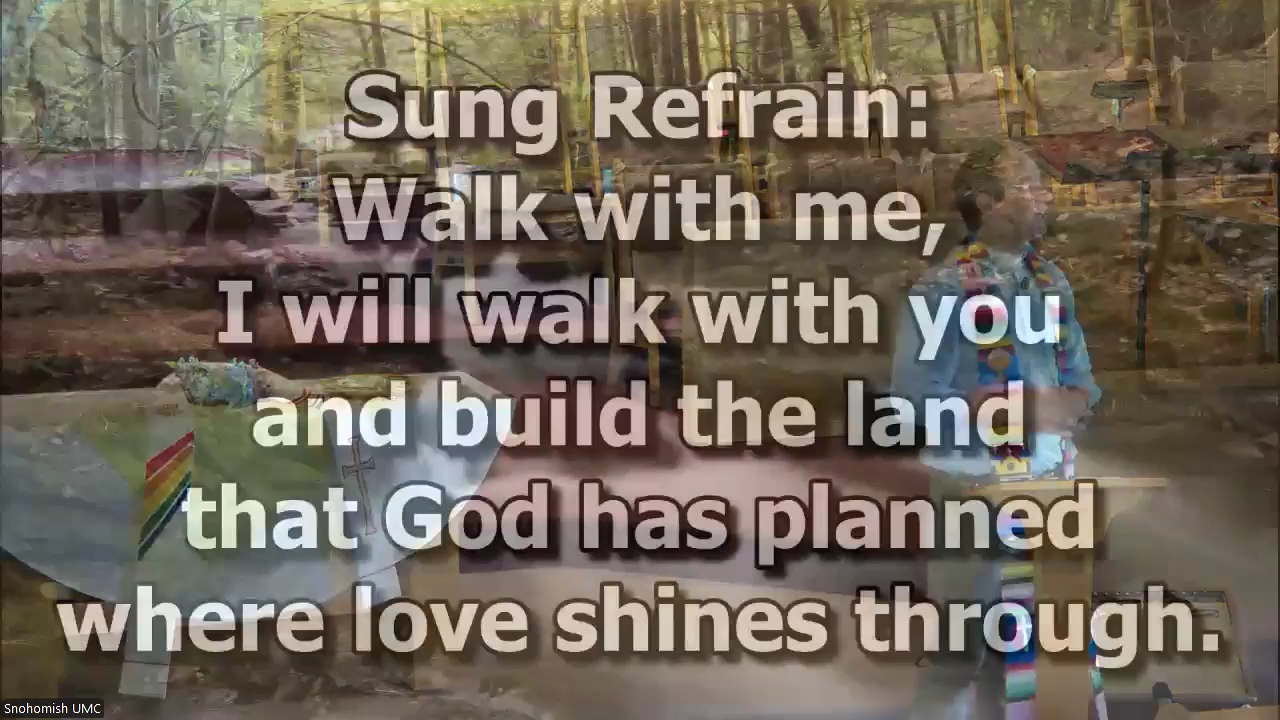 Sung Refrain:
Walk with me,
I will walk with you
and build the land
that God has planned
where love shines through.
Snohomish UMC